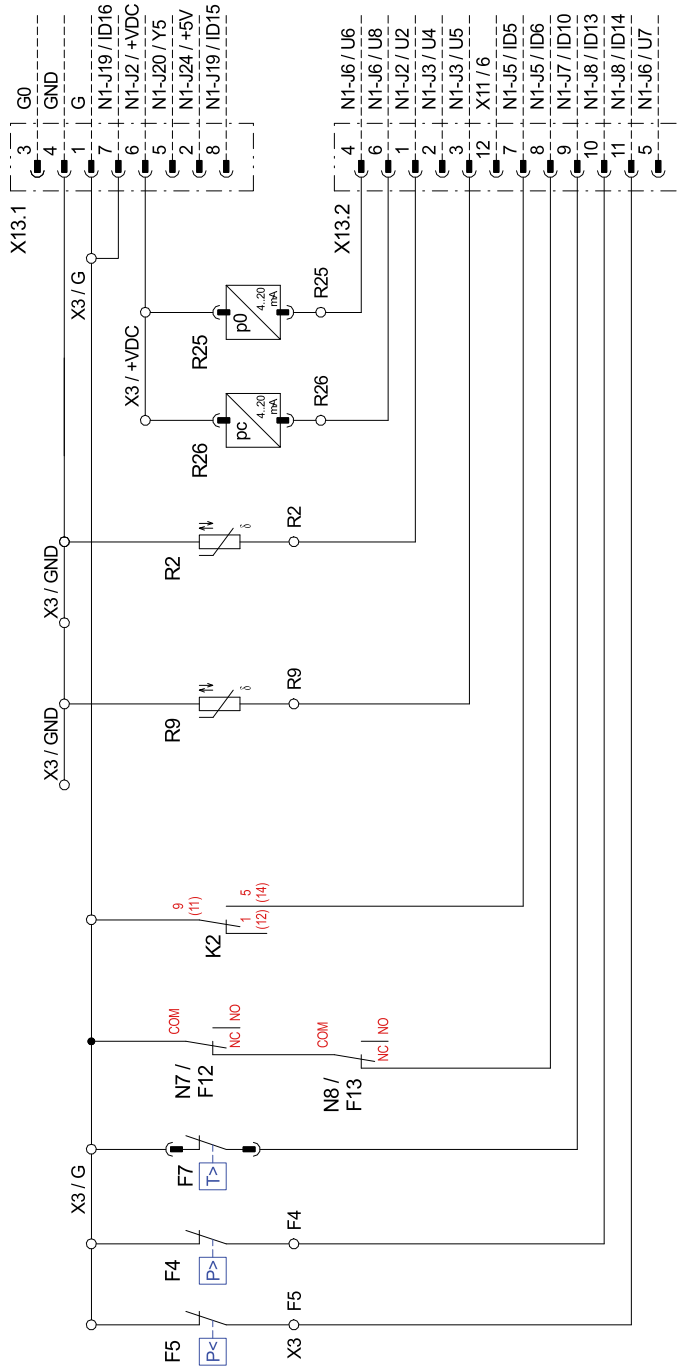 G0
GND
G
N1-J19 / ID16
N1-J2 / +VDC
N1-J20 / Y5
N1-J24 / +5V
N1-J19 / ID15
3
4
1
7
6
5
2
8
X13.1
N1-J6 / U6
N1-J6 / U8
N1-J2 / U2
N1-J3 / U4
N1-J3 / U5
X11 / 6
N1-J5 / ID5
N1-J5 / ID6
N1-J7 / ID10
N1-J8 / ID13
N1-J8 / ID14
N1-J6 / U7
4
6
1
2
3
12
7
8
9
10
11
5
X13.2
X3 / G
X3 / +VDC
R25
p0
4..20
mA
R25
R26
pc
4..20
mA
R26
X3 / GND
R2
δ
R2
X3 / GND
R9
δ
R9
K2
9
(11)
1
(12)
5
(14)
N7 /
F12
COM
NC
NO
N8 /
F13
COM
NC
NO
X3 / G
F7
T>
F4
P>
F4
F5
P<
X3
F5